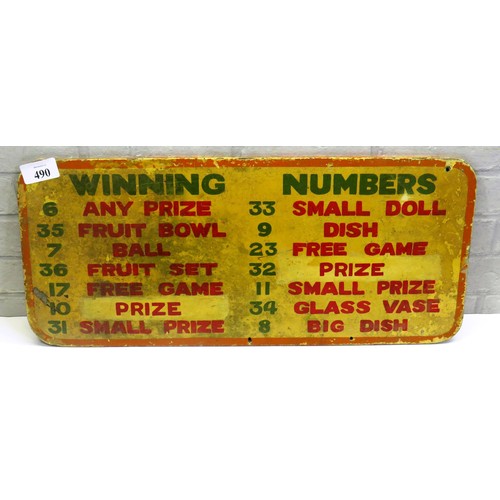 490
WINNING NUMBERS
6 ANY PRIZE 33 SMALL DOLL
35 FRUIT BOWL 9 DISH
7 BALL 23 FREE GAME
36 FRUIT SET 32 PRIZE
17 FREE GAME 11 SMALL PRIZE
10 PRIZE 34 GLASS VASE
31 SMALL PRIZE 8 BIG DISH